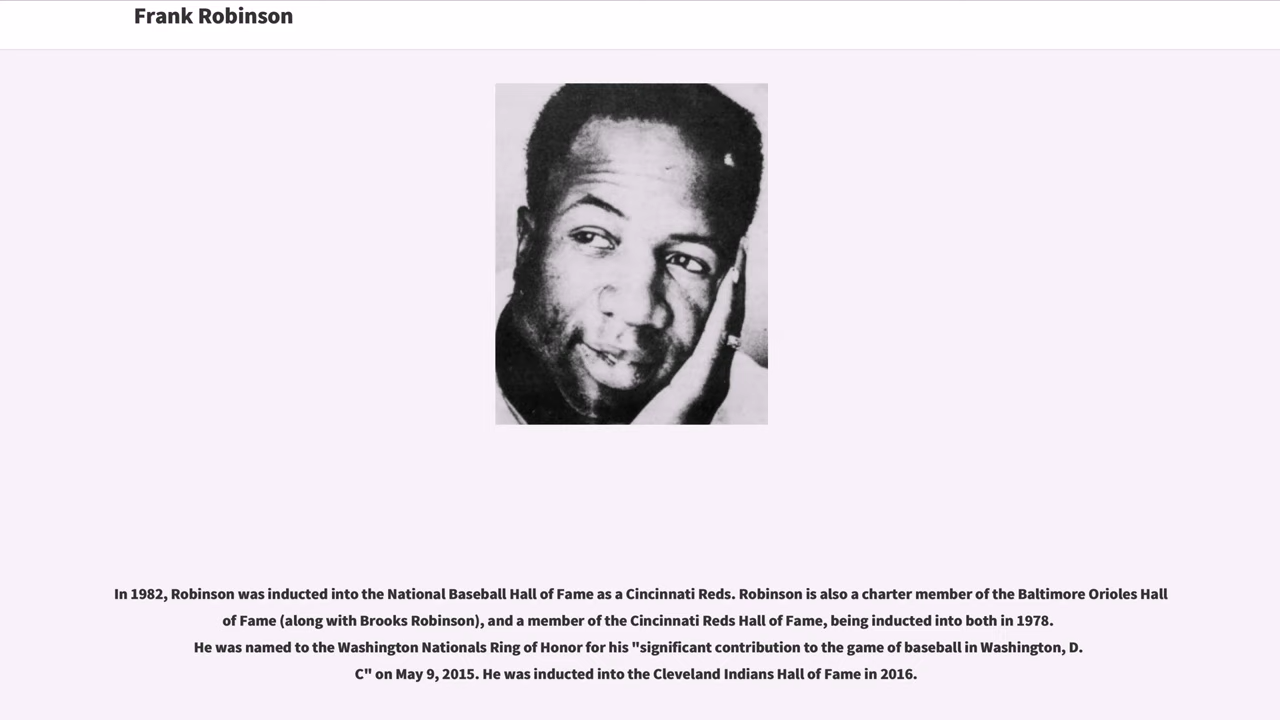 Frank Robinson
In 1982, Robinson was inducted into the National Baseball Hall of Fame as a Cincinnati Reds. Robinson is also a charter member of the Baltimore Orioles Hall
of Fame (along with Brooks Robinson), and a member of the Cincinnati Reds Hall of Fame, being inducted into both in 1978.
He was named to the Washington Nationals Ring of Honor for his "significant contribution to the game of baseball in Washington, D.
C" on May 9, 2015. He was inducted into the Cleveland Indians Hall of Fame in 2016.